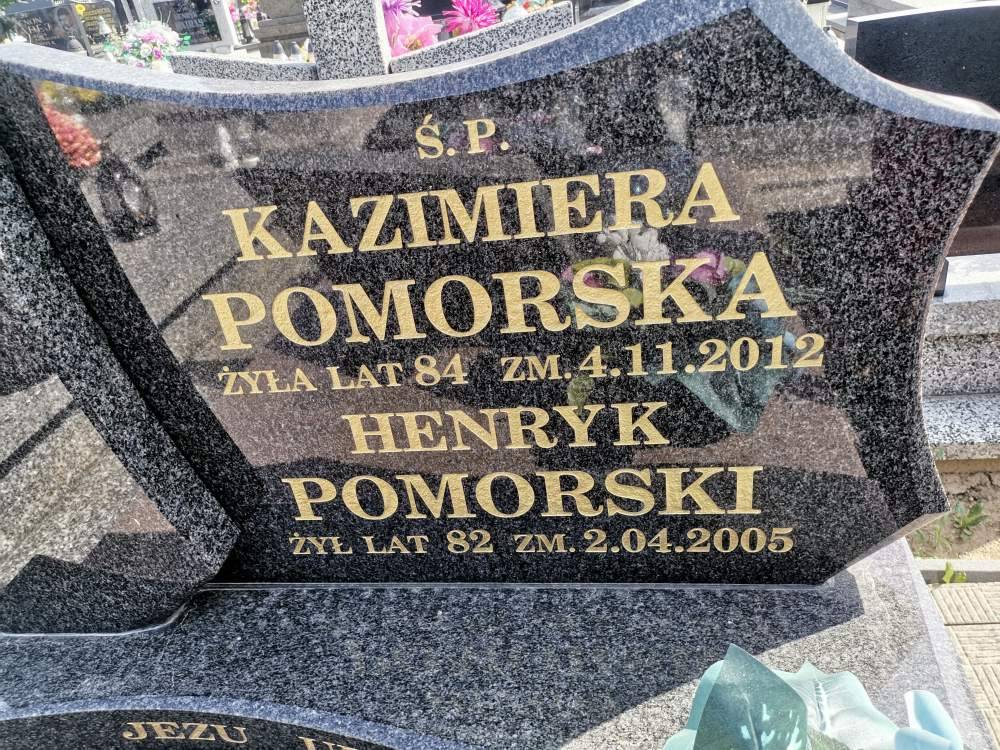 Ś.P.
KAZIMIERA
POMORSKA
ŻYŁA LAT 84 ZM. 4.11.2012
HENRYK
POMORSKI
ŻYŁ LAT 82 ZM. 2.04.2005
JEZU